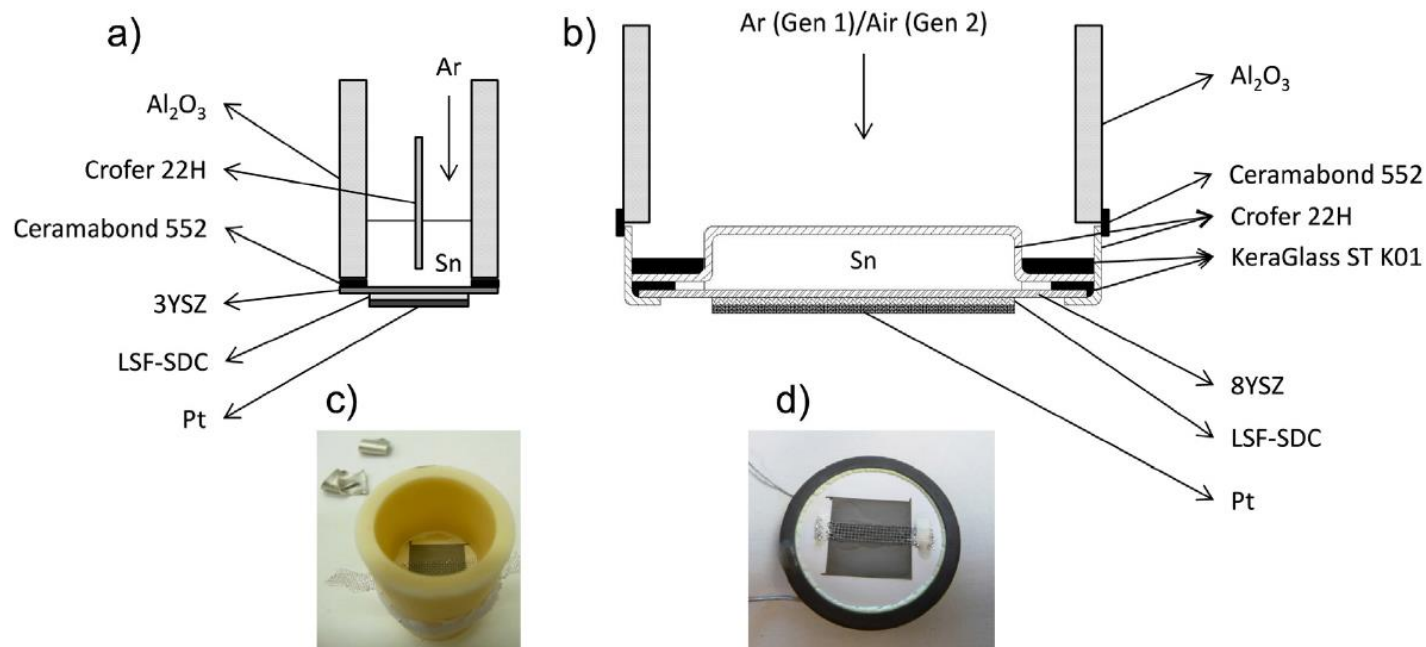 a)
Ar
Al₂O₃
Crofer 22H
Ceramabond 552
Sn
3YSZ
LSF-SDC
Pt
b)
Ar (Gen 1)/Air (Gen 2)
Al₂O₃
Ceramabond 552
Crofer 22H
KeraGlass ST K01
Sn
8YSZ
LSF-SDC
Pt
c)
d)